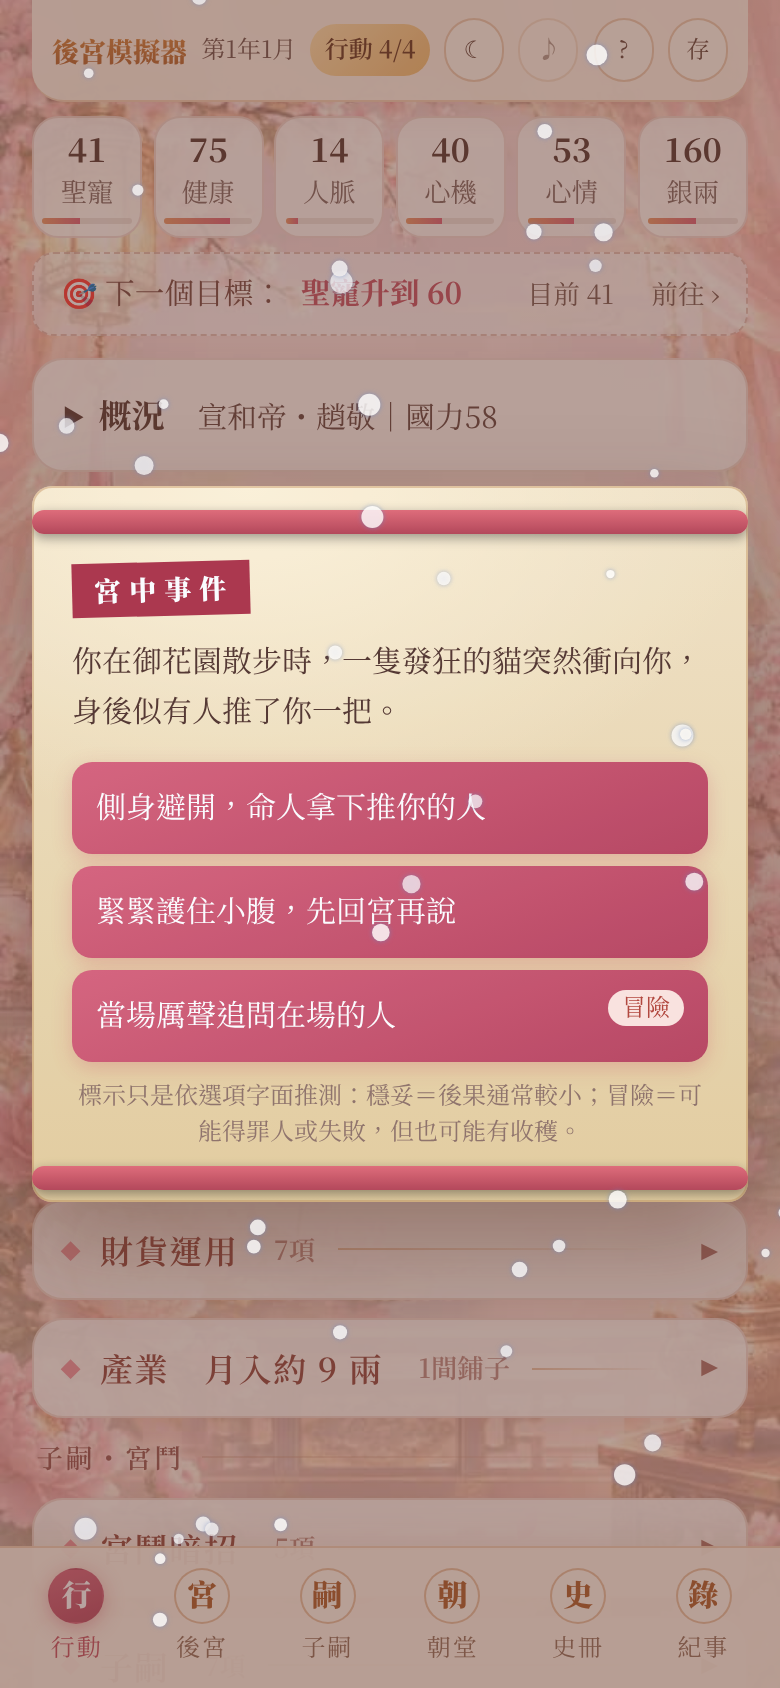 後宮模擬器 第1年1月 行動 4/4 ☾ ♪ ? 存
41 75 14 40 53 160
聖寵 健康 人脈 心機 心情 銀兩
🎯 下一個目標： 聖寵升到 60 目前 41 前往 ›
▶ 概況 宣和帝・趙敬｜國力58
宮中事件
你在御花園散步時，一隻發狂的貓突然衝向你，
身後似有人推了你一把。
側身避開，命人拿下推你的人
緊緊護住小腹，先回宮再說
當場厲聲追問在場的人 冒險
標示只是依選項字面推測：穩妥＝後果通常較小；冒險＝可
能得罪人或失敗，但也可能有收穫。
◆ 財貨運用 7項 ▶
◆ 產業 月入約 9 兩 1間鋪子 ▶
子嗣・宮鬥
宮鬥暗招 5項
行 宮 嗣 朝 史 錄
行動 後宮 子嗣 朝堂 史冊 紀事